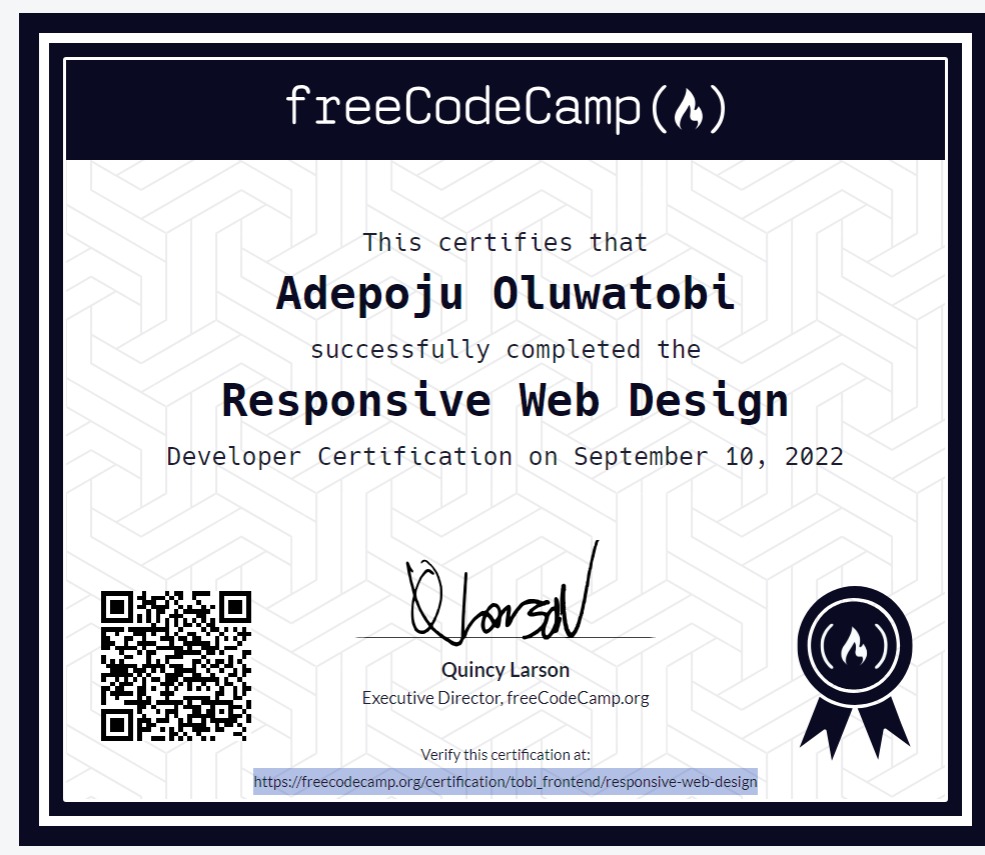 freeCodeCamp
This certifies that
Adepoju Oluwatobi
successfully completed the
Responsive Web Design
Developer Certification on September 10, 2022
Quincy Larson
Executive Director, freeCodeCamp.org
Verify this certification at:
https://freecodecamp.org/certification/tobi_frontend/responsive-web-design